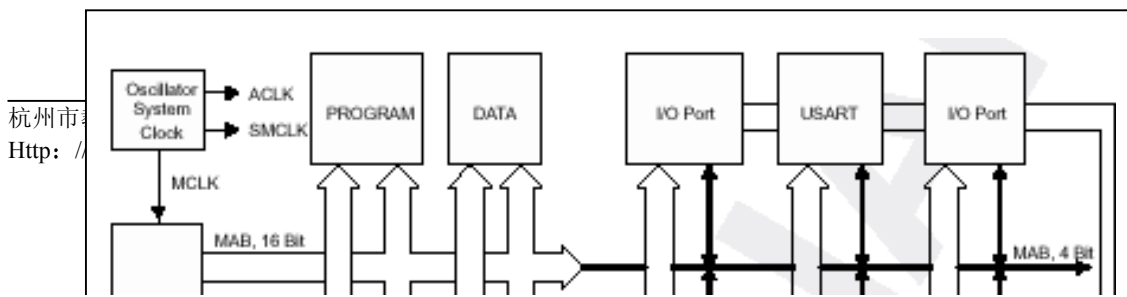 Oscillator
System
Clock
ACLK
SMCLK
PROGRAM
DATA
I/O Port
USART
I/O Port
杭州市
Http: //
MCLK
MAB, 16 Bit
MAB, 4 Bit